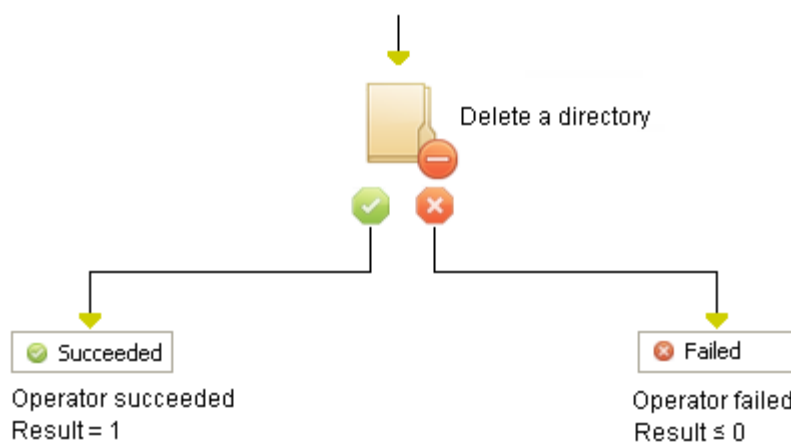 Delete a directory
Succeeded
Operator succeeded
Result = 1
Failed
Operator failed
Result ≤ 0